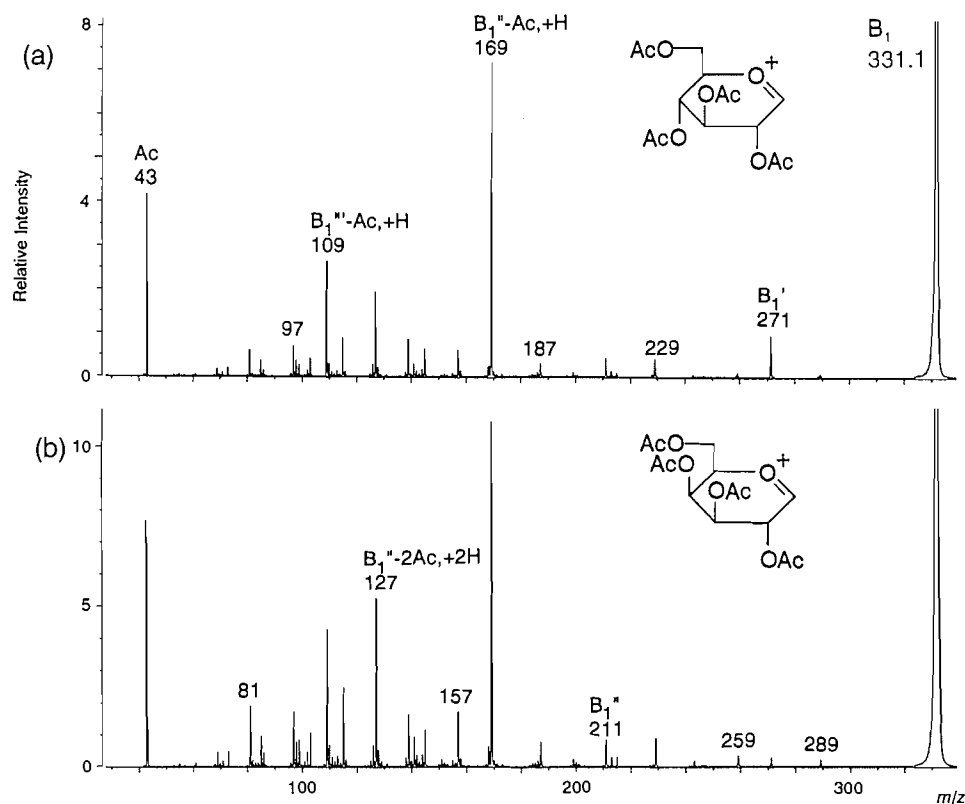 (a)
8
4
0
Relative Intensity
Ac
43
97
B₁‴-Ac,+H
109
B₁″-Ac,+H
169
187
229
B₁′
271
B₁
331.1
AcO
O
+
OAc
AcO
OAc
(b)
10
5
0
81
B₁″-2Ac,+2H
127
157
B₁″
211
259
289
AcO
AcO
O
+
OAc
OAc
100
200
300
m/z